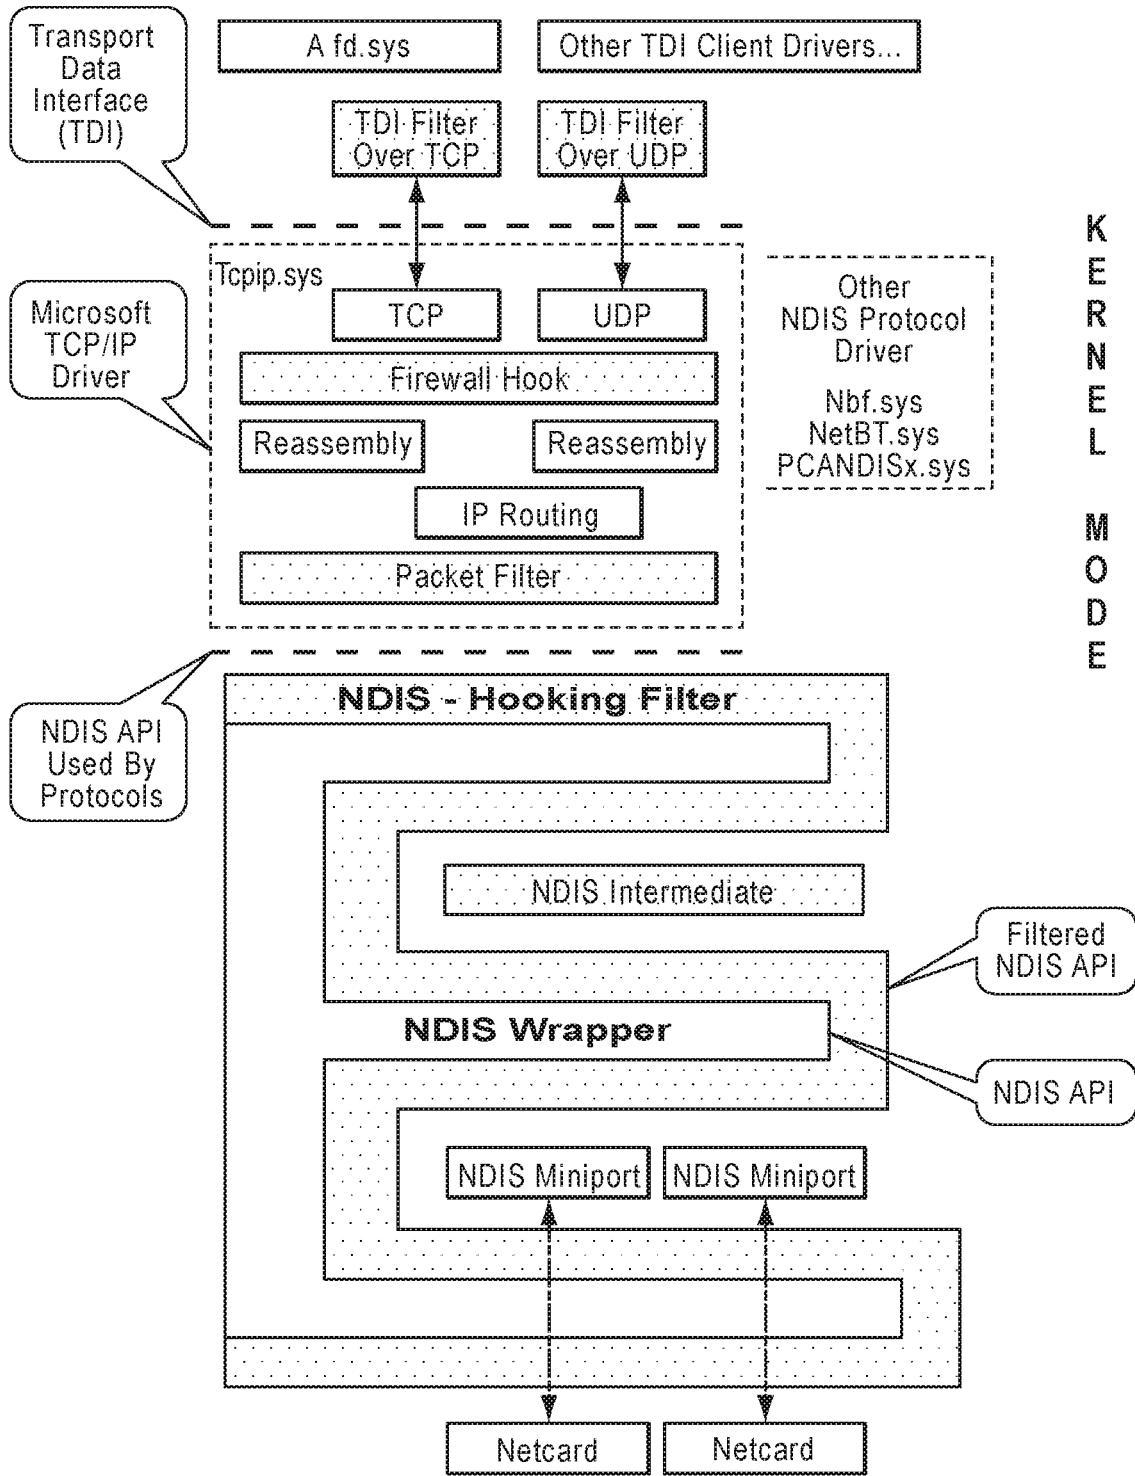 Transport
Data
Interface
(TDI)
A fd.sys
Other TDI Client Drivers...
TDI Filter
Over TCP
TDI Filter
Over UDP
Tcpip.sys
TCP
UDP
Microsoft
TCP/IP
Driver
Firewall Hook
Reassembly
Reassembly
IP Routing
Packet Filter
Other
NDIS Protocol
Driver
Nbf.sys
NetBT.sys
PCANDISx.sys
KERNEL MODE
NDIS API
Used By
Protocols
NDIS - Hooking Filter
NDIS Intermediate
Filtered
NDIS API
NDIS Wrapper
NDIS API
NDIS Miniport
NDIS Miniport
Netcard
Netcard